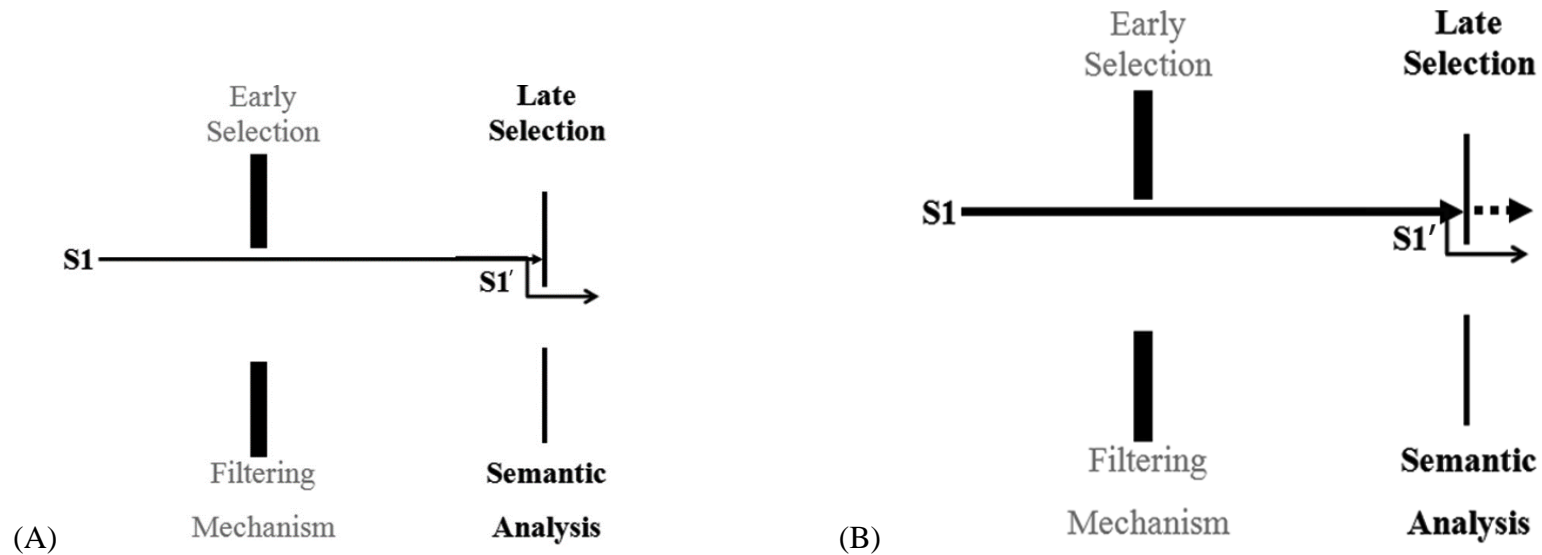 Early
Selection
Late
Selection
S1
S1′
Filtering
Mechanism
Semantic
Analysis
(A)
Early
Selection
Late
Selection
S1
S1′
Filtering
Mechanism
Semantic
Analysis
(B)